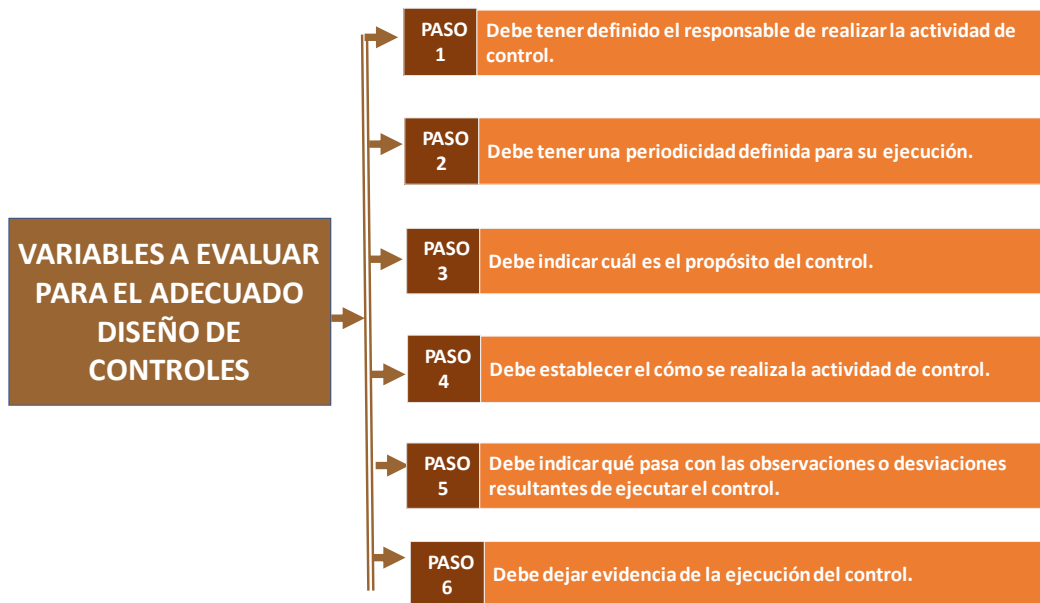 VARIABLES A EVALUAR
PARA EL ADECUADO
DISEÑO DE
CONTROLES
PASO
1
Debe tener definido el responsable de realizar la actividad de
control.
PASO
2
Debe tener una periodicidad definida para su ejecución.
PASO
3
Debe indicar cuál es el propósito del control.
PASO
4
Debe establecer el cómo se realiza la actividad de control.
PASO
5
Debe indicar qué pasa con las observaciones o desviaciones
resultantes de ejecutar el control.
PASO
6
Debe dejar evidencia de la ejecución del control.